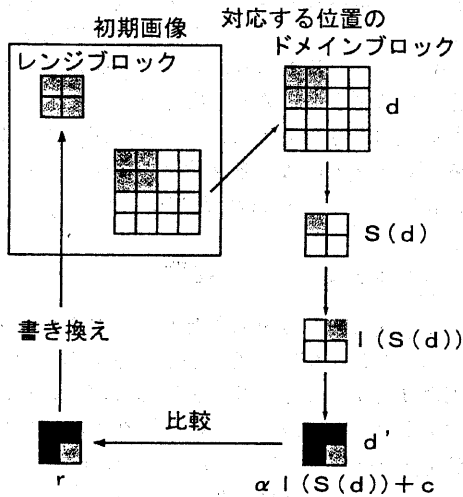 初期画像
対応する位置の
ドメインブロック
レンジブロック
d
S(d)
I(S(d))
書き換え
比較
d'
r
α I(S(d))+c